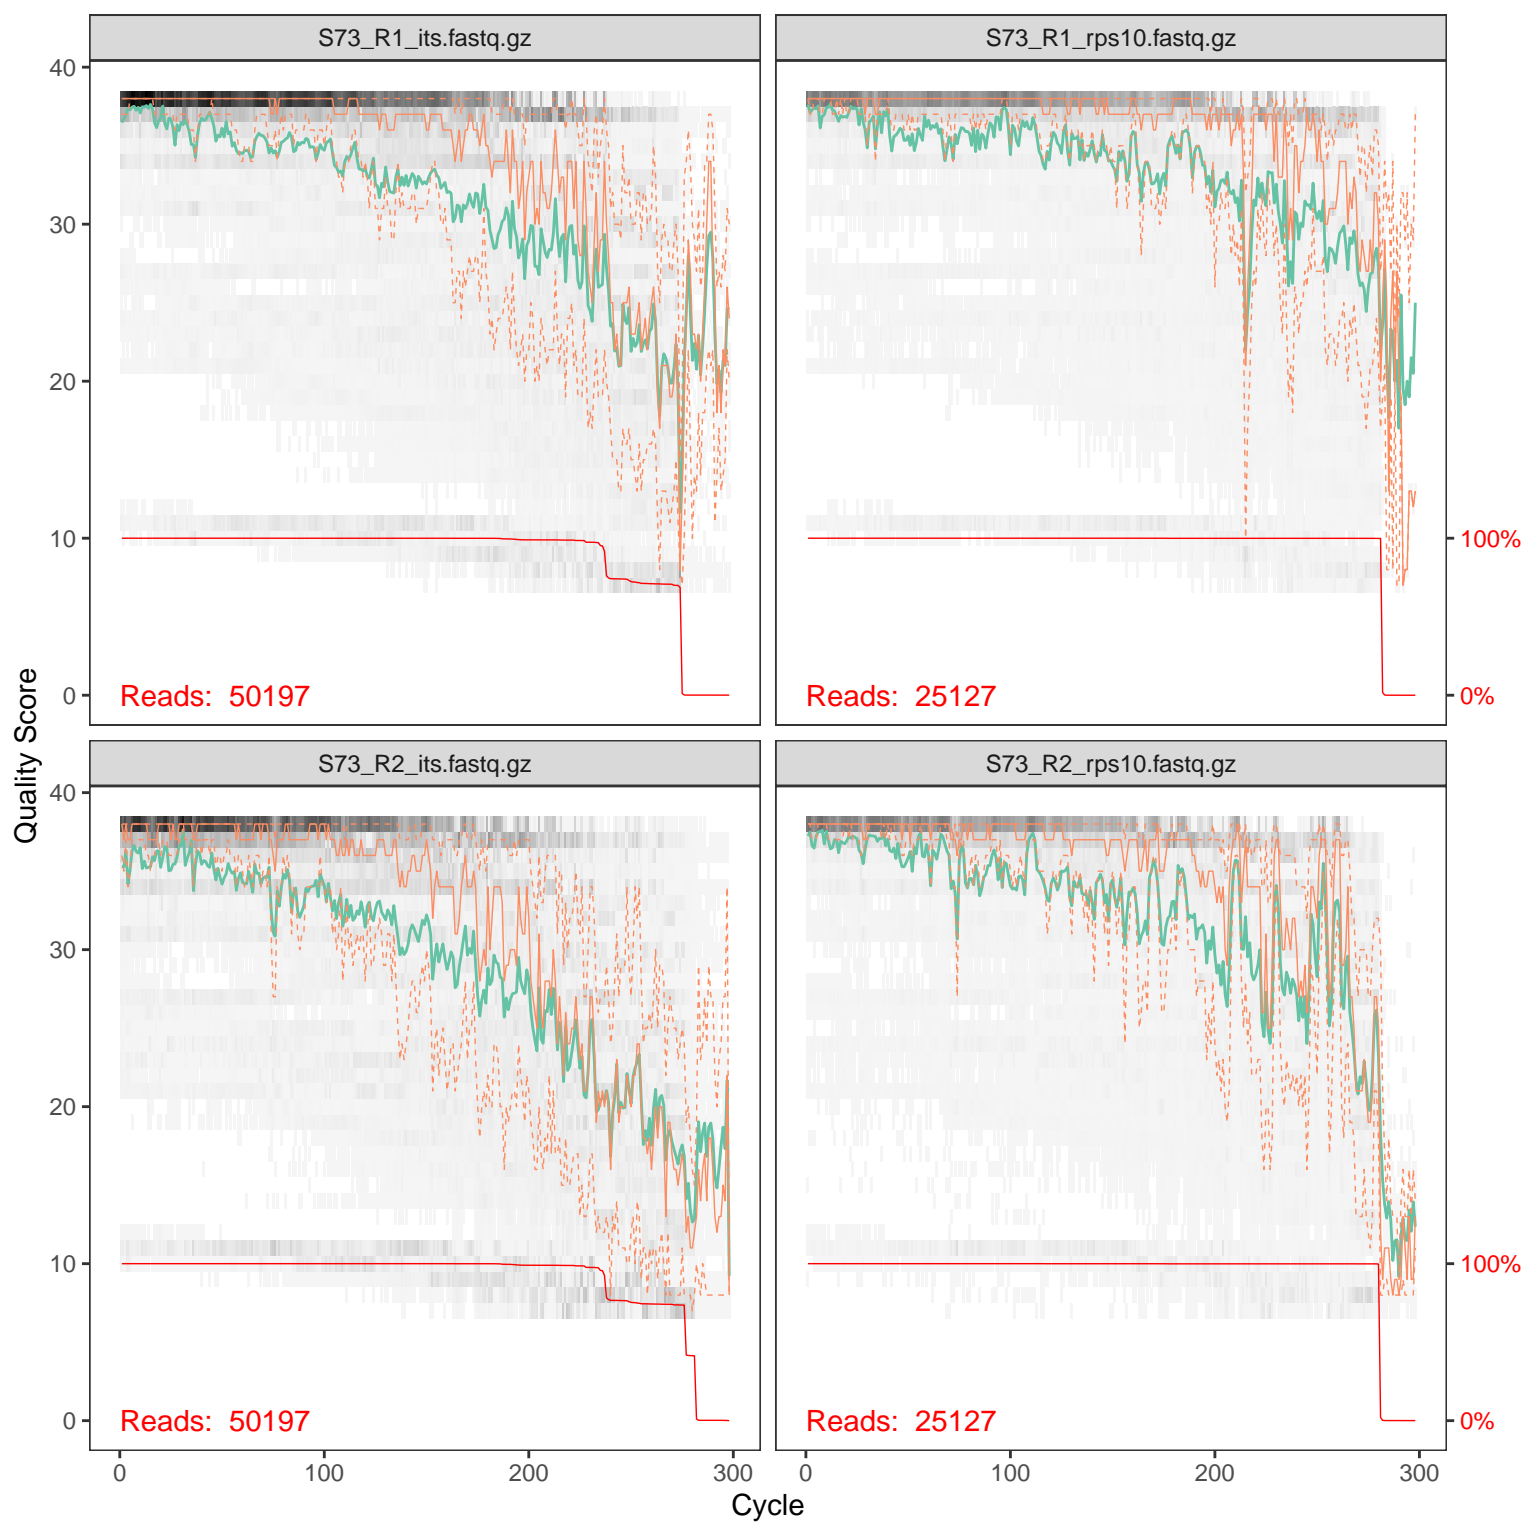 S73_R1_its.fastq.gz
S73_R1_rps10.fastq.gz
40
30
20
10
0
100%
0%
Reads: 50197
Reads: 25127
Quality Score
S73_R2_its.fastq.gz
S73_R2_rps10.fastq.gz
40
30
20
10
0
100%
0%
Reads: 50197
Reads: 25127
0 100 200 300
0 100 200 300
Cycle